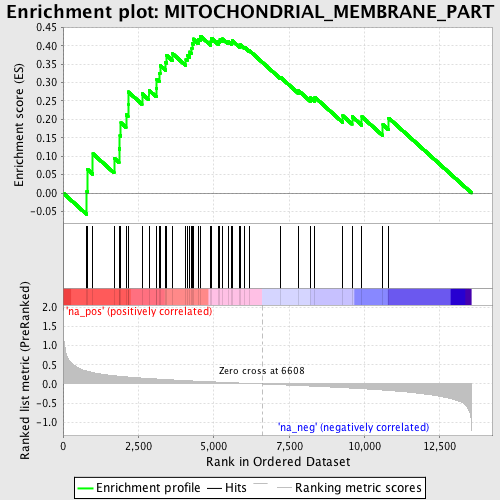 Enrichment plot: MITOCHONDRIAL_MEMBRANE_PART
Enrichment score (ES)
0.45
0.40
0.35
0.30
0.25
0.20
0.15
0.10
0.05
0.00
-0.05
'na_pos' (positively correlated)
Ranked list metric (PreRanked)
2.0
1.5
1.0
0.5
0.0
-0.5
-1.0
Zero cross at 6608
'na_neg' (negatively correlated)
0 2,500 5,000 7,500 10,000 12,500
Rank in Ordered Dataset
Enrichment profile Hits Ranking metric scores